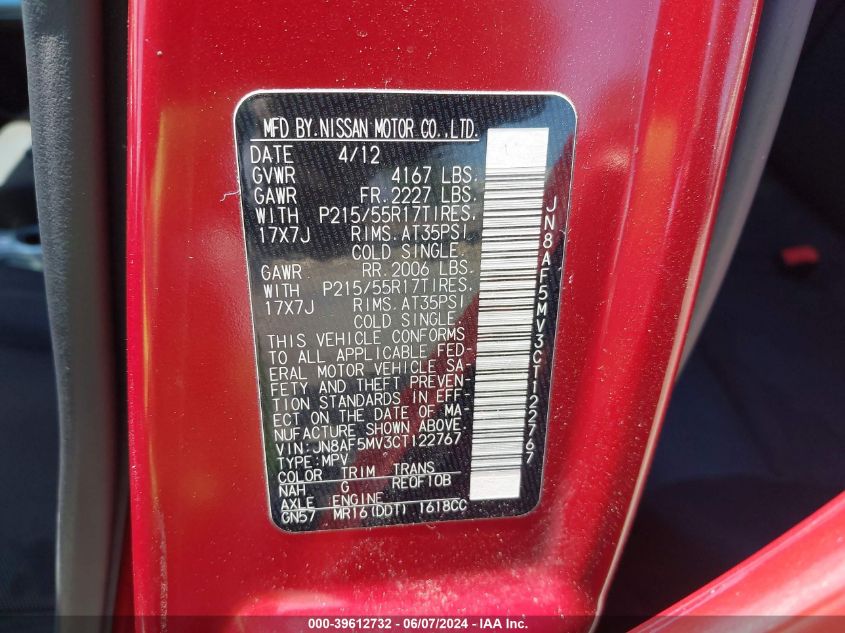 MFD BY. NISSAN MOTOR CO.,LTD.
DATE 4/12
GVWR 4167 LBS.
GAWR FR. 2227 LBS.
WITH P215/55R17TIRES.
17X7J RIMS. AT35PSI
COLD SINGLE.
GAWR RR. 2006 LBS.
WITH P215/55R17TIRES.
17X7J RIMS. AT35PSI
COLD SINGLE.
THIS VEHICLE CONFORMS
TO ALL APPLICABLE FED-
ERAL MOTOR VEHICLE SA-
FETY AND THEFT PREVEN-
TION STANDARDS IN EFF-
ECT ON THE DATE OF MA-
NUFACTURE SHOWN ABOVE.
VIN: JN8AF5MV3CT122767
TYPE: MPV
COLOR TRIM TRANS
NAH G RE0F10B
AXLE ENGINE
GN57 MR16(DDT) 1618CC
JN8AF5MV3CT122767
000-39612732 - 06/07/2024 - IAA Inc.